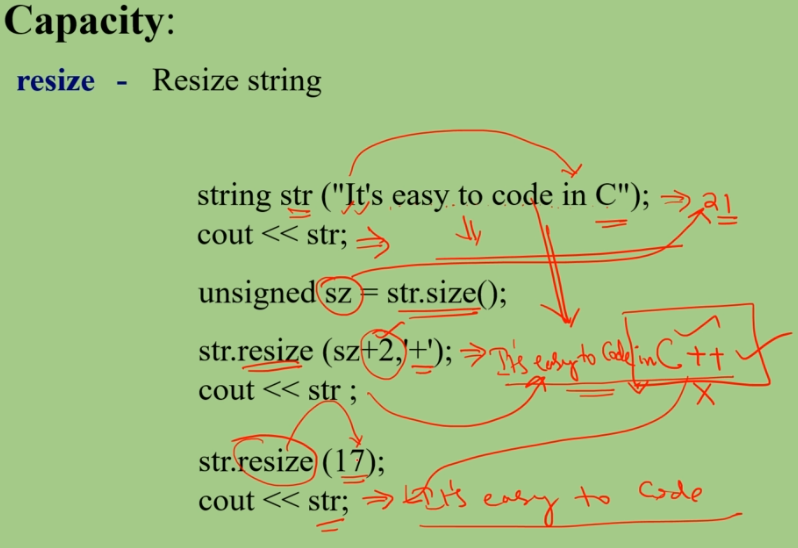 Capacity:
resize - Resize string
string str ("It's easy to code in C"); ⇒ 21
cout << str; ⇒
unsigned sz = str.size();
str.resize (sz+2,'+'); ⇒ It's easy to Code in C ++
cout << str ;
str.resize (17);
cout << str; ⇒ It's easy to Code